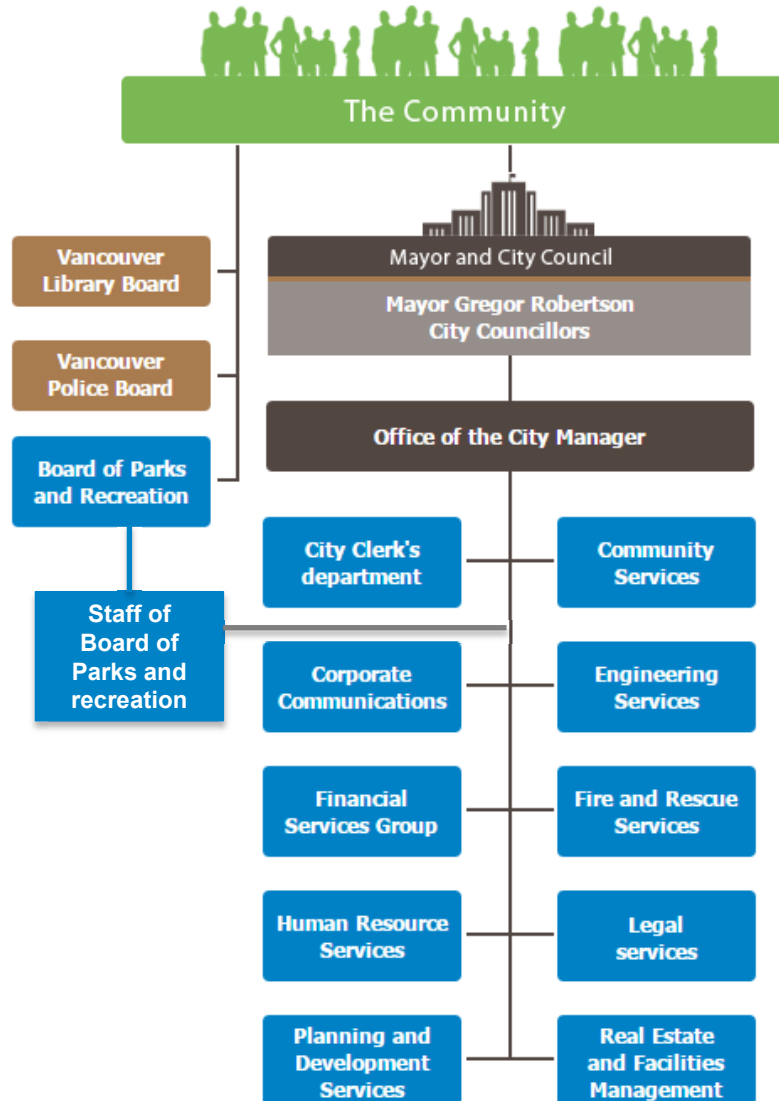 The Community
Vancouver
Library Board
Mayor and City Council
Mayor Gregor Robertson
City Councillors
Vancouver
Police Board
Office of the City Manager
Board of Parks
and Recreation
City Clerk's
department
Community
Services
Staff of
Board of
Parks and
recreation
Corporate
Communications
Engineering
Services
Financial
Services Group
Fire and Rescue
Services
Human Resource
Services
Legal
services
Planning and
Development
Services
Real Estate
and Facilities
Management